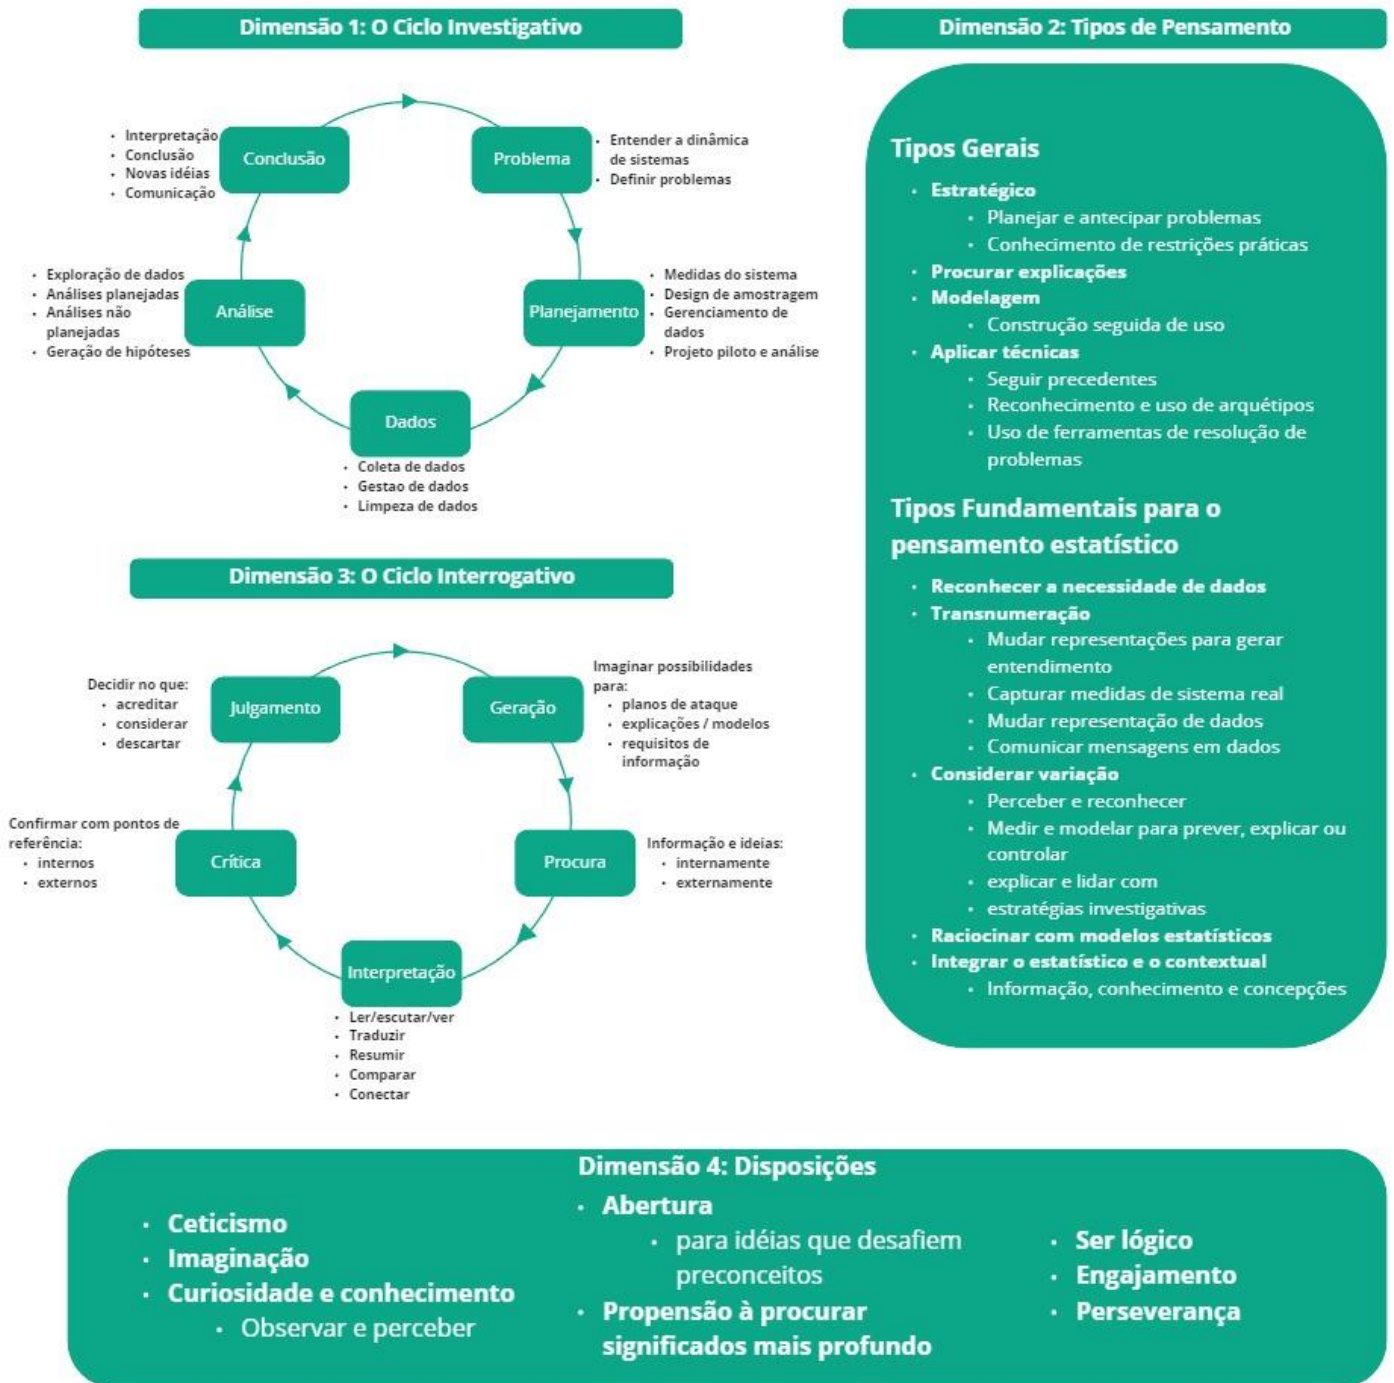 Dimensão 1: O Ciclo Investigativo
Conclusão
• Interpretação
• Conclusão
• Novas idéias
• Comunicação
Problema
• Entender a dinâmica
de sistemas
• Definir problemas
Planejamento
• Medidas do sistema
• Design de amostragem
• Gerenciamento de
dados
• Projeto piloto e análise
Dados
• Coleta de dados
• Gestao de dados
• Limpeza de dados
Análise
• Exploração de dados
• Análises planejadas
• Análises não
planejadas
• Geração de hipóteses
Dimensão 2: Tipos de Pensamento
Tipos Gerais
• Estratégico
• Planejar e antecipar problemas
• Conhecimento de restrições práticas
• Procurar explicações
• Modelagem
• Construção seguida de uso
• Aplicar técnicas
• Seguir precedentes
• Reconhecimento e uso de arquétipos
• Uso de ferramentas de resolução de
problemas
Tipos Fundamentais para o
pensamento estatístico
• Reconhecer a necessidade de dados
• Transnumeração
• Mudar representações para gerar
entendimento
• Capturar medidas de sistema real
• Mudar representação de dados
• Comunicar mensagens em dados
• Considerar variação
• Perceber e reconhecer
• Medir e modelar para prever, explicar ou
controlar
• explicar e lidar com
• estratégias investigativas
• Raciocinar com modelos estatísticos
• Integrar o estatístico e o contextual
• Informação, conhecimento e concepções
Dimensão 3: O Ciclo Interrogativo
Julgamento
Decidir no que:
• acreditar
• considerar
• descartar
Geração
Imaginar possibilidades
para:
• planos de ataque
• explicações / modelos
• requisitos de
informação
Procura
Informação e ideias:
• internamente
• externamente
Interpretação
• Ler/escutar/ver
• Traduzir
• Resumir
• Comparar
• Conectar
Crítica
Confirmar com pontos de
referência:
• internos
• externos
Dimensão 4: Disposições
• Ceticismo
• Imaginação
• Curiosidade e conhecimento
• Observar e perceber
• Abertura
• para idéias que desafiem
preconceitos
• Propensão à procurar
significados mais profundo
• Ser lógico
• Engajamento
• Perseverança